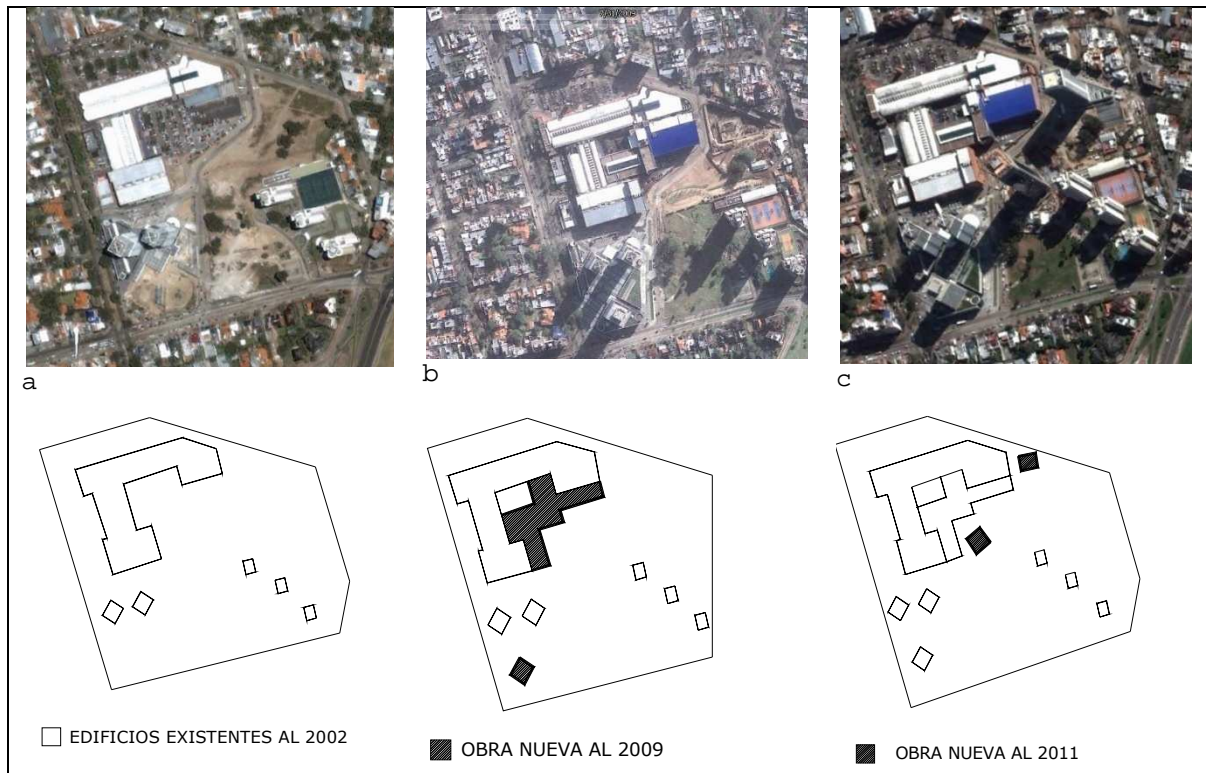 a
b
c
EDIFICIOS EXISTENTES AL 2002
OBRA NUEVA AL 2009
OBRA NUEVA AL 2011